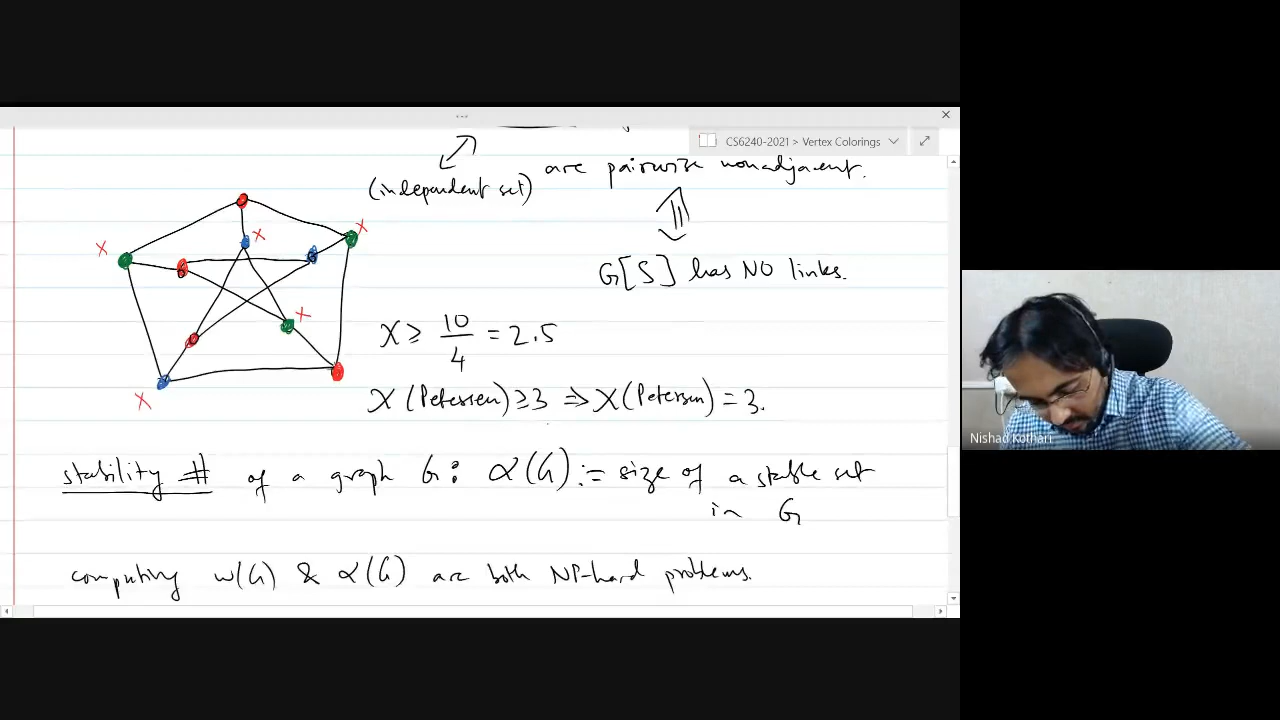 CS6240-2021 > Vertex Colorings
are pairwise nonadjacent.
(independent set)
G[S] has NO links.
X
X
X
X
X
χ ≥ 10/4 = 2.5
χ (Petersen) ≥ 3 ⇒ χ (Petersen) = 3.
Nishad Kothari
stability # of a graph G: α(G) := size of a stable set
in G
computing w(G) & α(G) are both NP-hard problems.